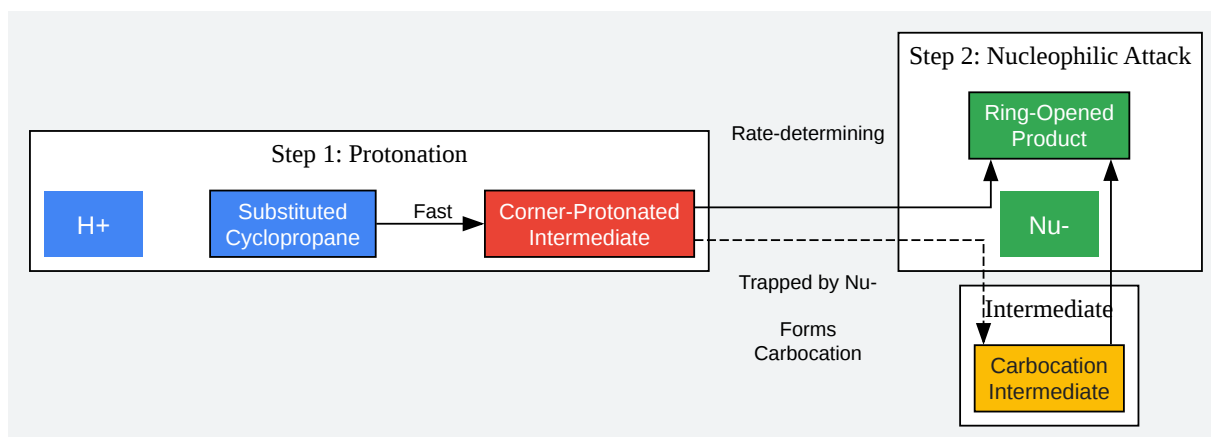 Step 1: Protonation
H+
Substituted
Cyclopropane
Fast
Corner-Protonated
Intermediate
Rate-determining
Trapped by Nu-
Forms
Carbocation
Step 2: Nucleophilic Attack
Ring-Opened
Product
Nu-
Intermediate
Carbocation
Intermediate